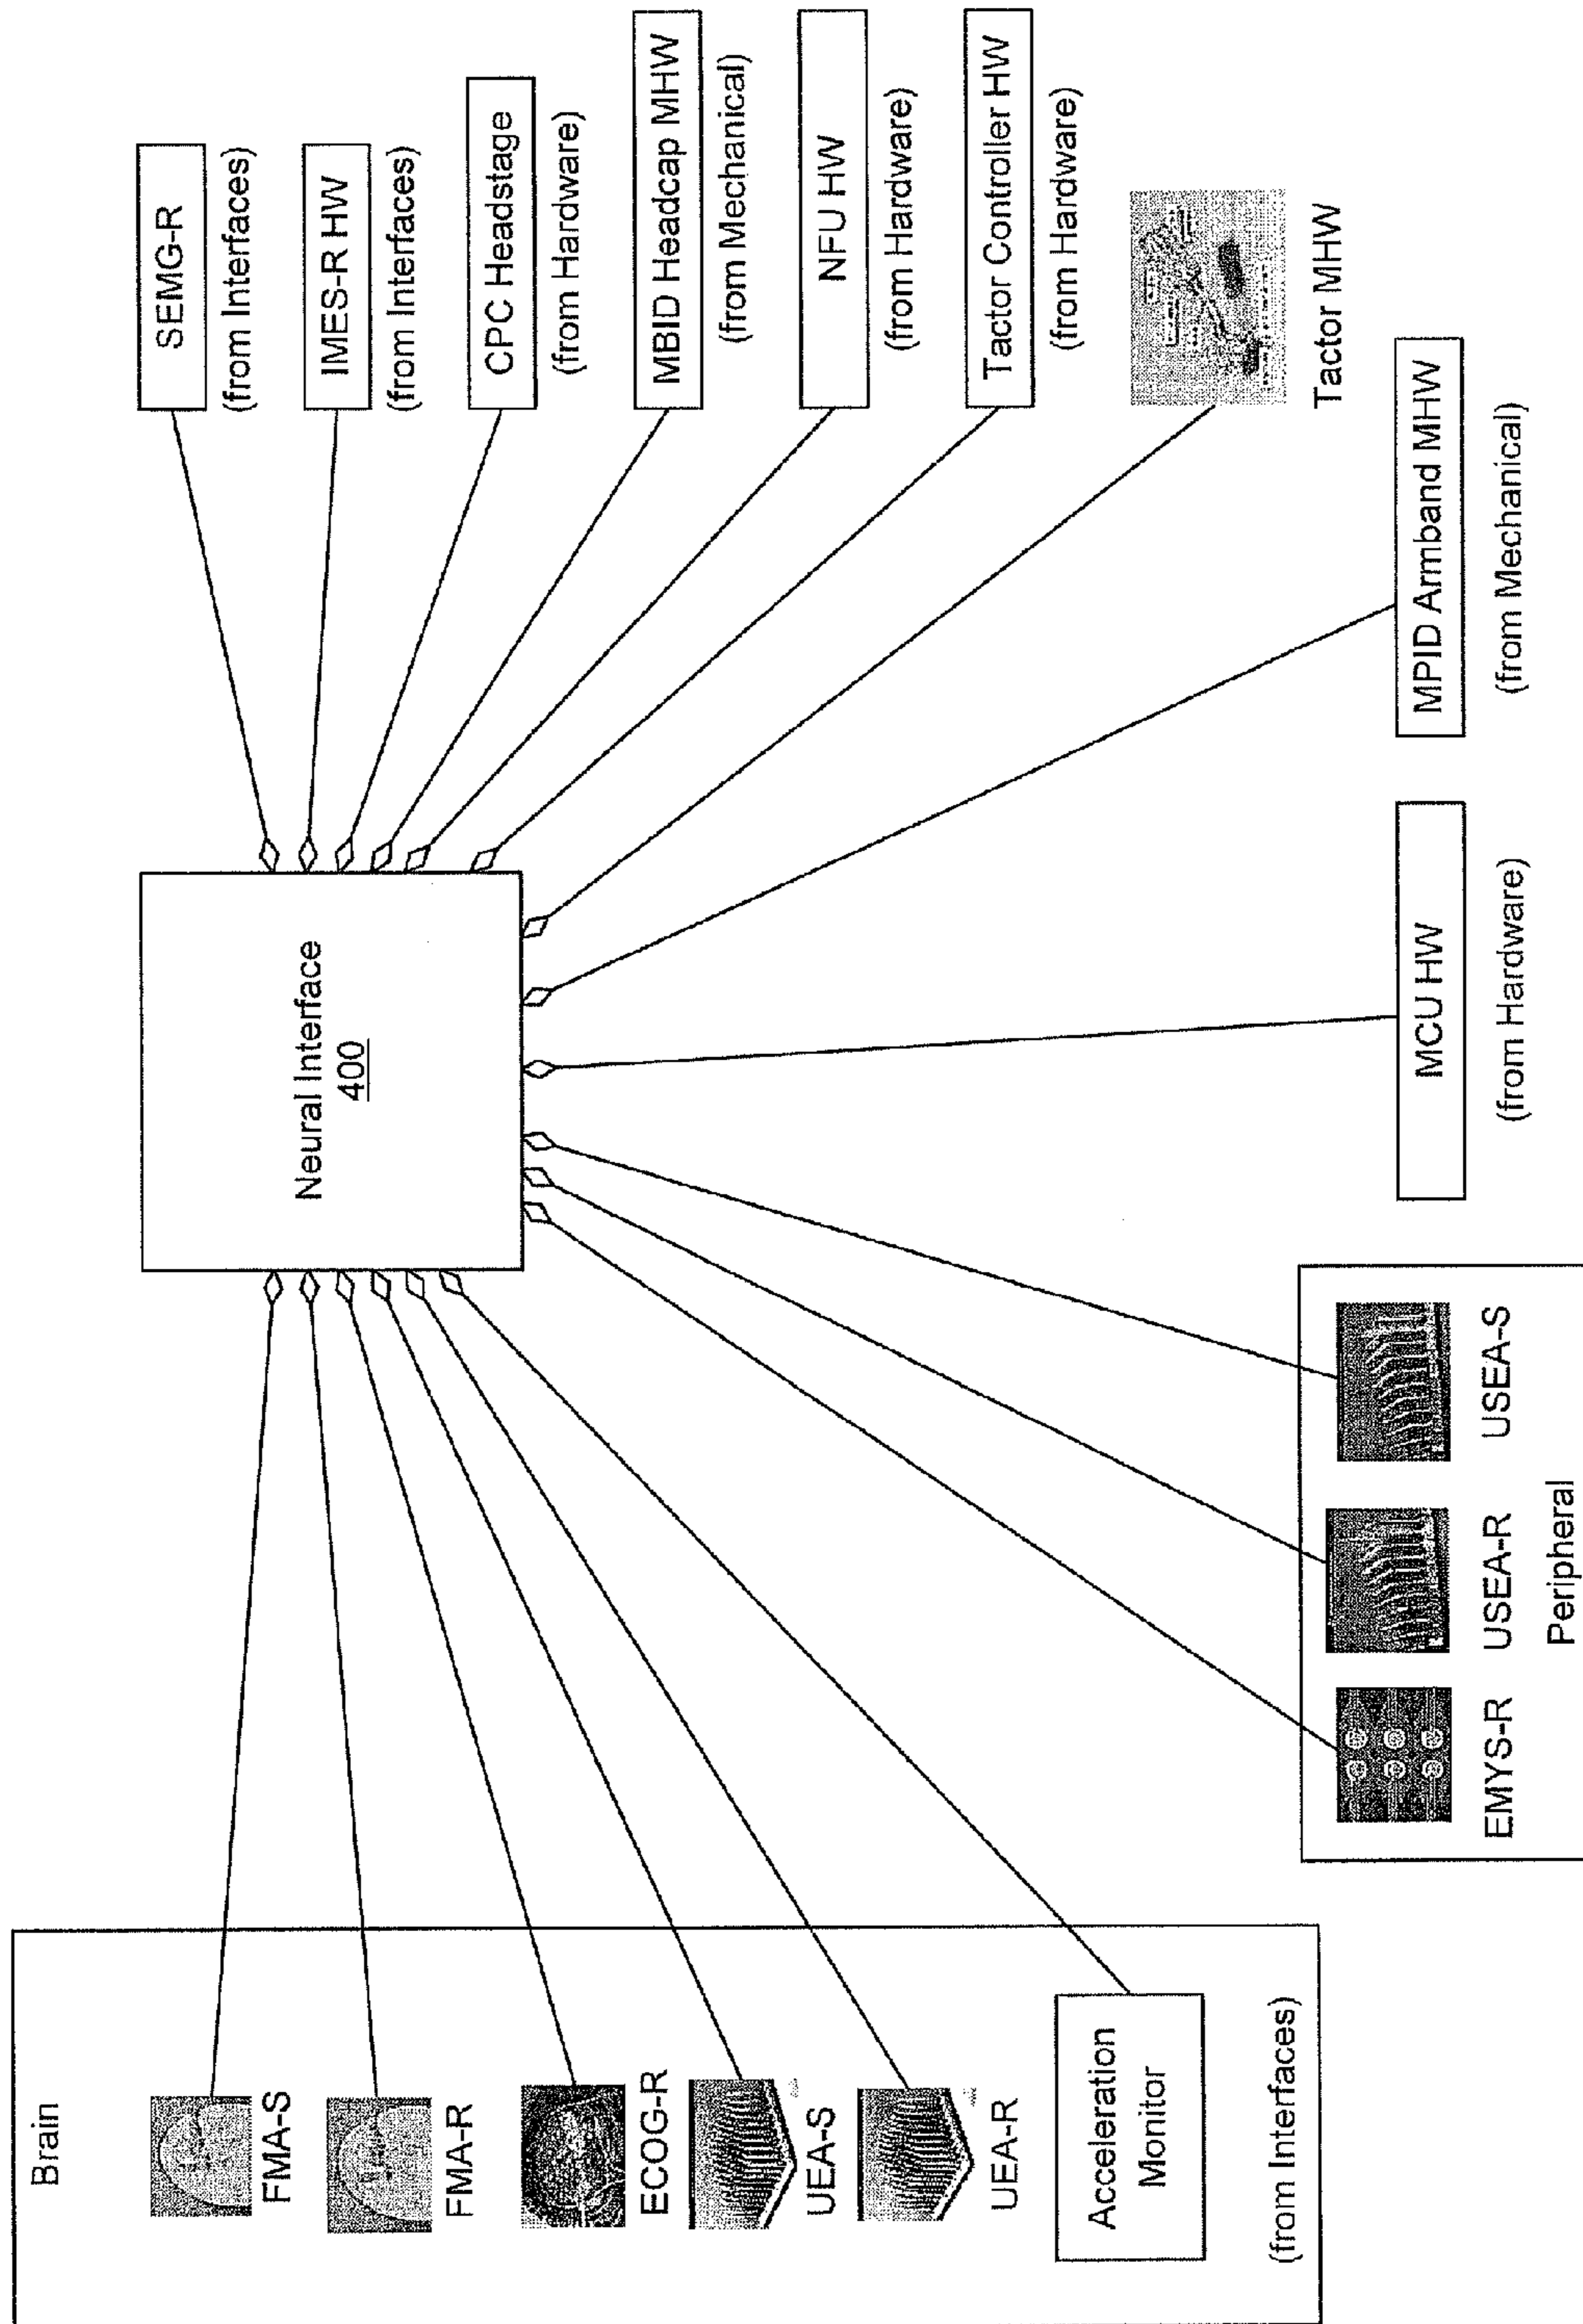 Brain
FMA-S
FMA-R
ECOG-R
UEA-S
UEA-R
Acceleration
Monitor
(from Interfaces)
Neural Interface
400
SEMG-R
(from Interfaces)
IMES-R HW
(from Interfaces)
CPC Headstage
(from Hardware)
MBID Headcap MHW
(from Mechanical)
NFU HW
(from Hardware)
Tactor Controller HW
(from Hardware)
Tactor MHW
MPID Armband MHW
(from Mechanical)
MCU HW
(from Hardware)
EMYS-R
USEA-R
USEA-S
Peripheral